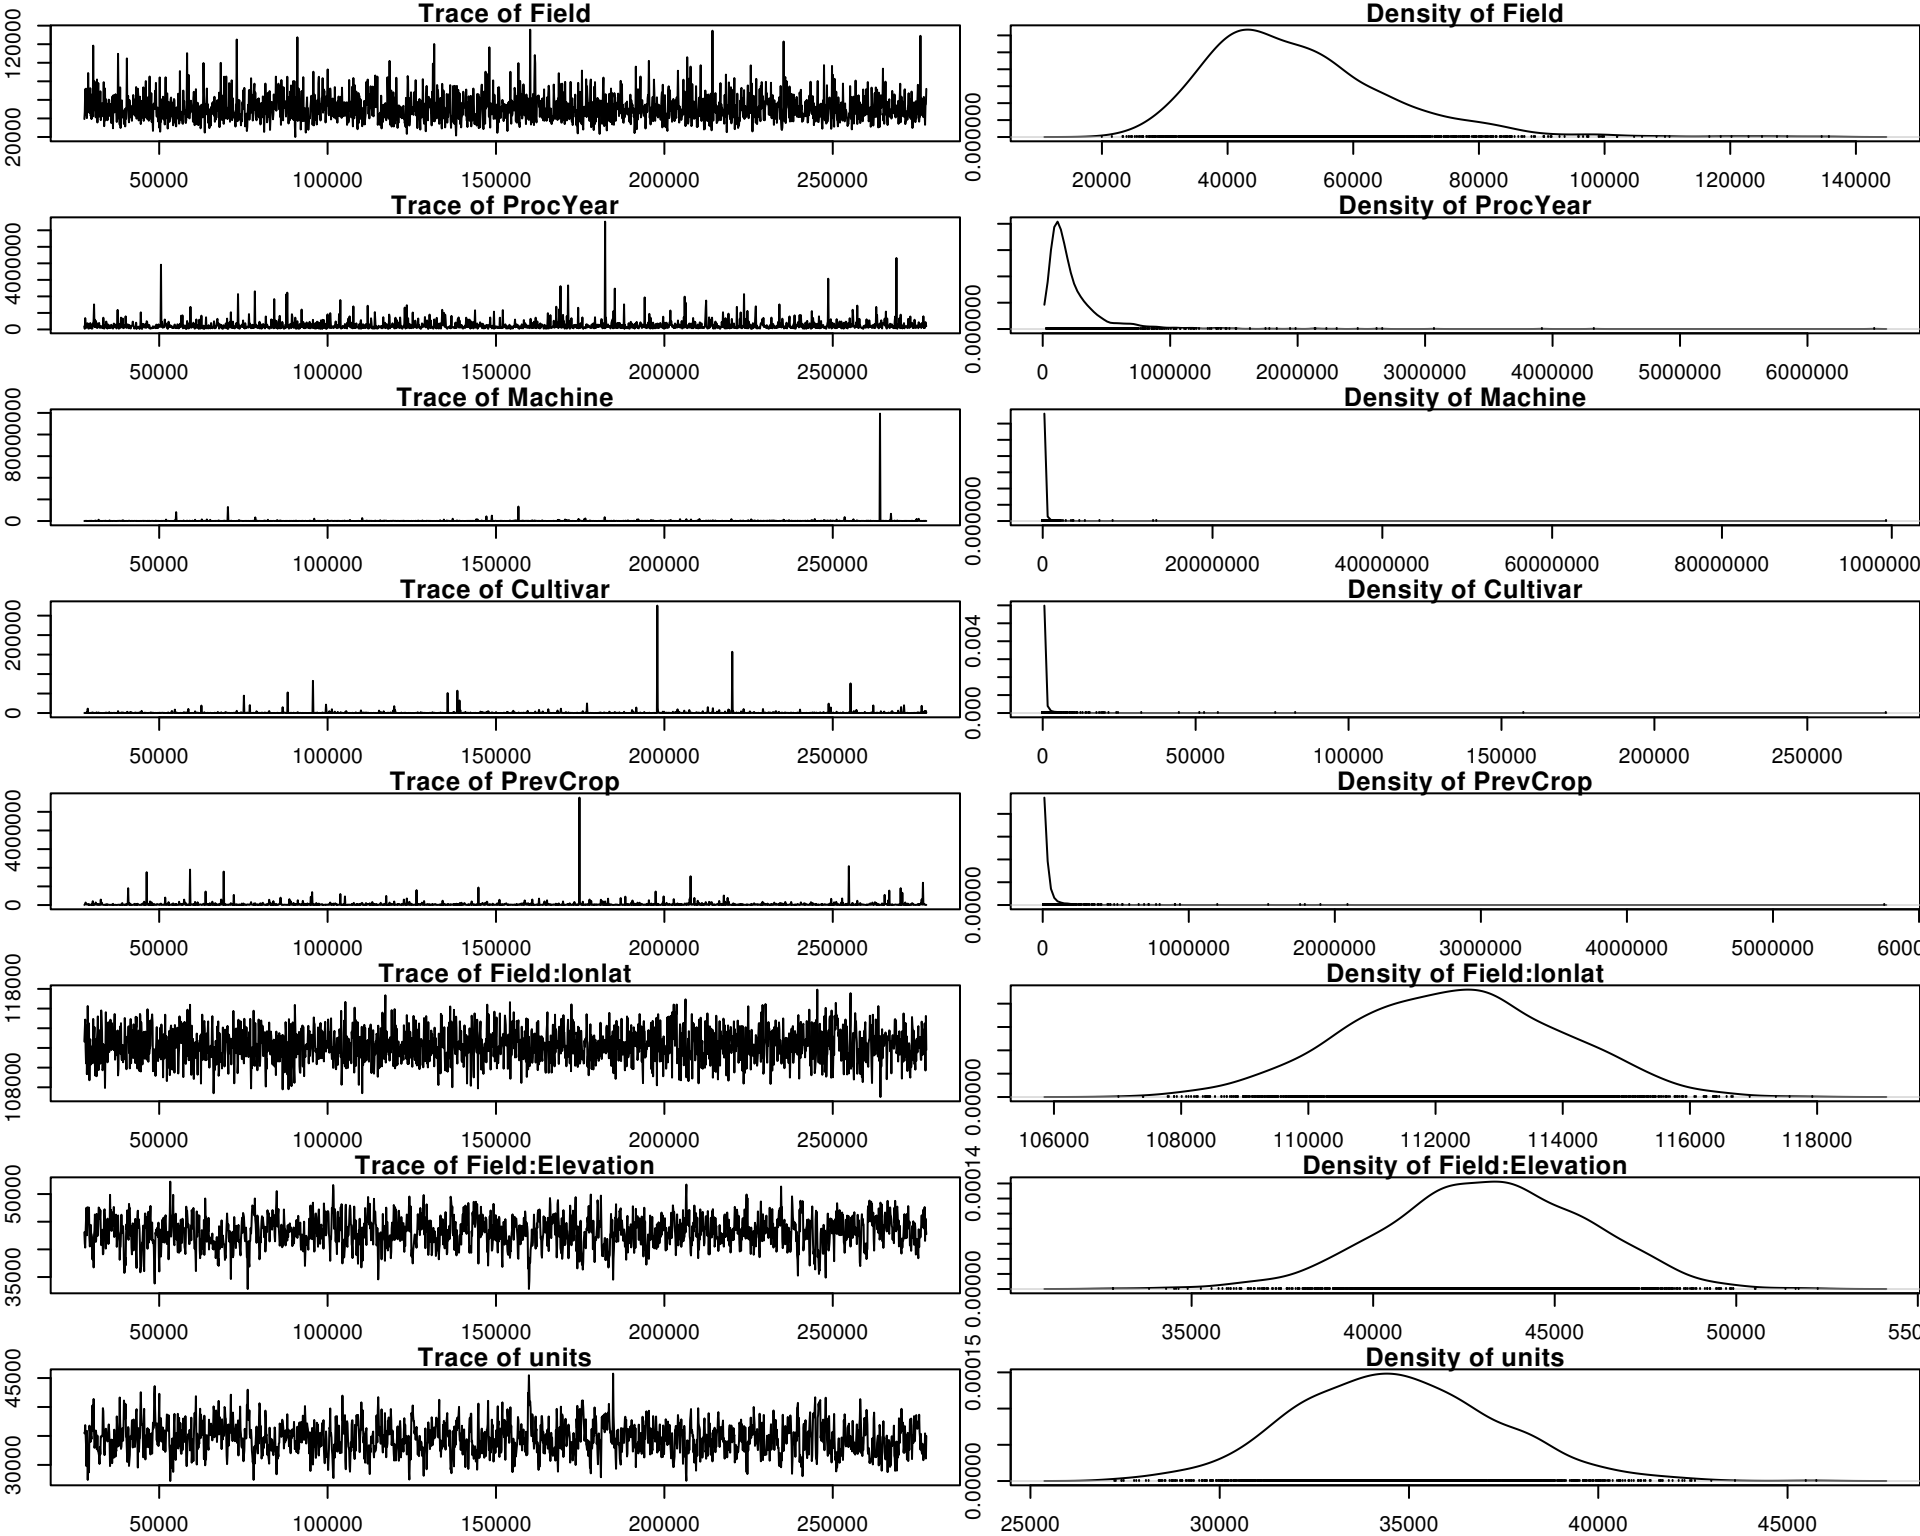 Trace of Field
Density of Field
120000
20000
0.000000
50000 100000 150000 200000 250000
20000 40000 60000 80000 100000 120000 140000
Trace of ProcYear
Density of ProcYear
4000000
0
0.0000000
50000 100000 150000 200000 250000
0 1000000 2000000 3000000 4000000 5000000 6000000
Trace of Machine
Density of Machine
0
0.000000
50000 100000 150000 200000 250000
0 20000000 40000000 60000000 80000000
Trace of Cultivar
Density of Cultivar
200000
0
0.004
0.000
50000 100000 150000 200000 250000
0 50000 100000 150000 200000 250000
Trace of PrevCrop
Density of PrevCrop
4000000
0
0.00000
50000 100000 150000 200000 250000
0 1000000 2000000 3000000 4000000 5000000
Trace of Field:lonlat
Density of Field:lonlat
118000
108000
0.00000
50000 100000 150000 200000 250000
106000 108000 110000 112000 114000 116000 118000
Trace of Field:Elevation
Density of Field:Elevation
50000
35000
0.00014
0.00000
50000 100000 150000 200000 250000
35000 40000 45000 50000
Trace of units
Density of units
45000
30000
0.00015
0.00000
50000 100000 150000 200000 250000
25000 30000 35000 40000 45000